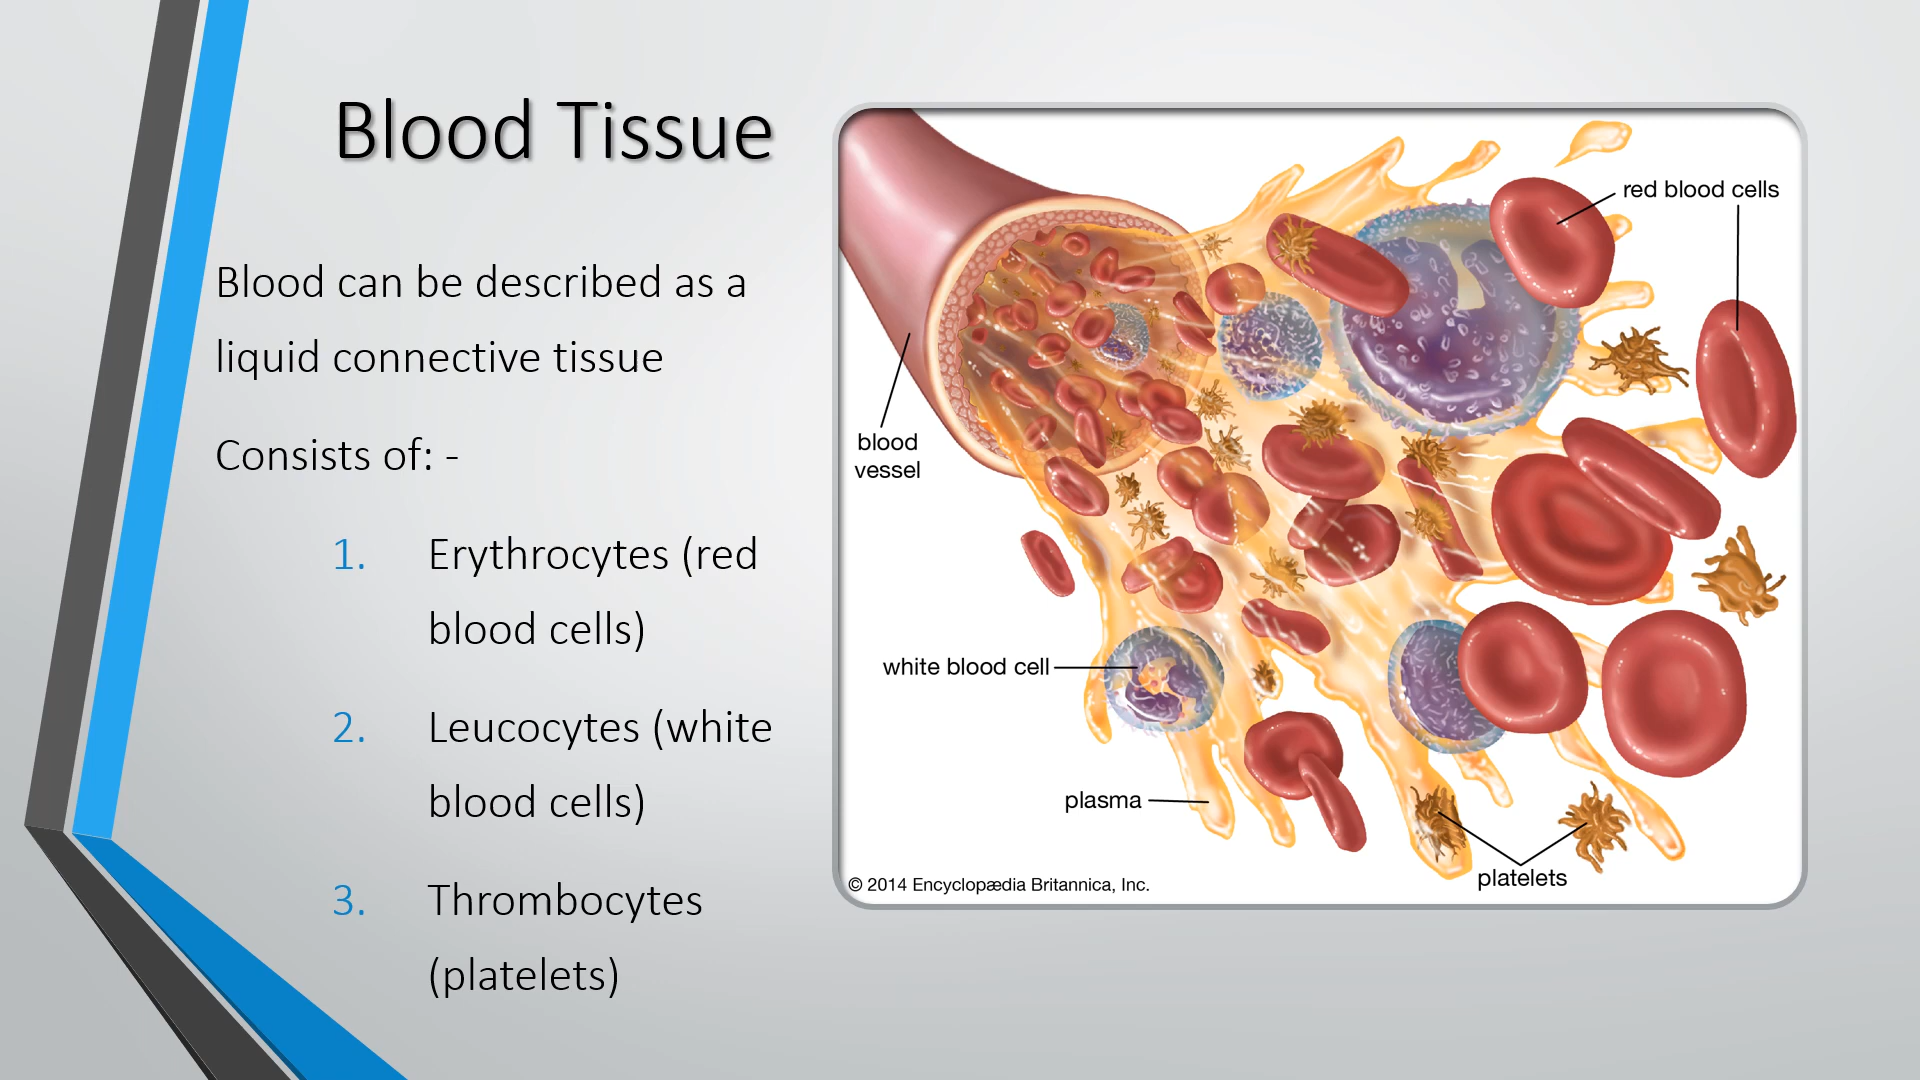 Blood Tissue
Blood can be described as a
liquid connective tissue
Consists of: -
1. Erythrocytes (red
blood cells)
2. Leucocytes (white
blood cells)
3. Thrombocytes
(platelets)
red blood cells
blood
vessel
white blood cell
plasma
platelets
© 2014 Encyclopædia Britannica, Inc.